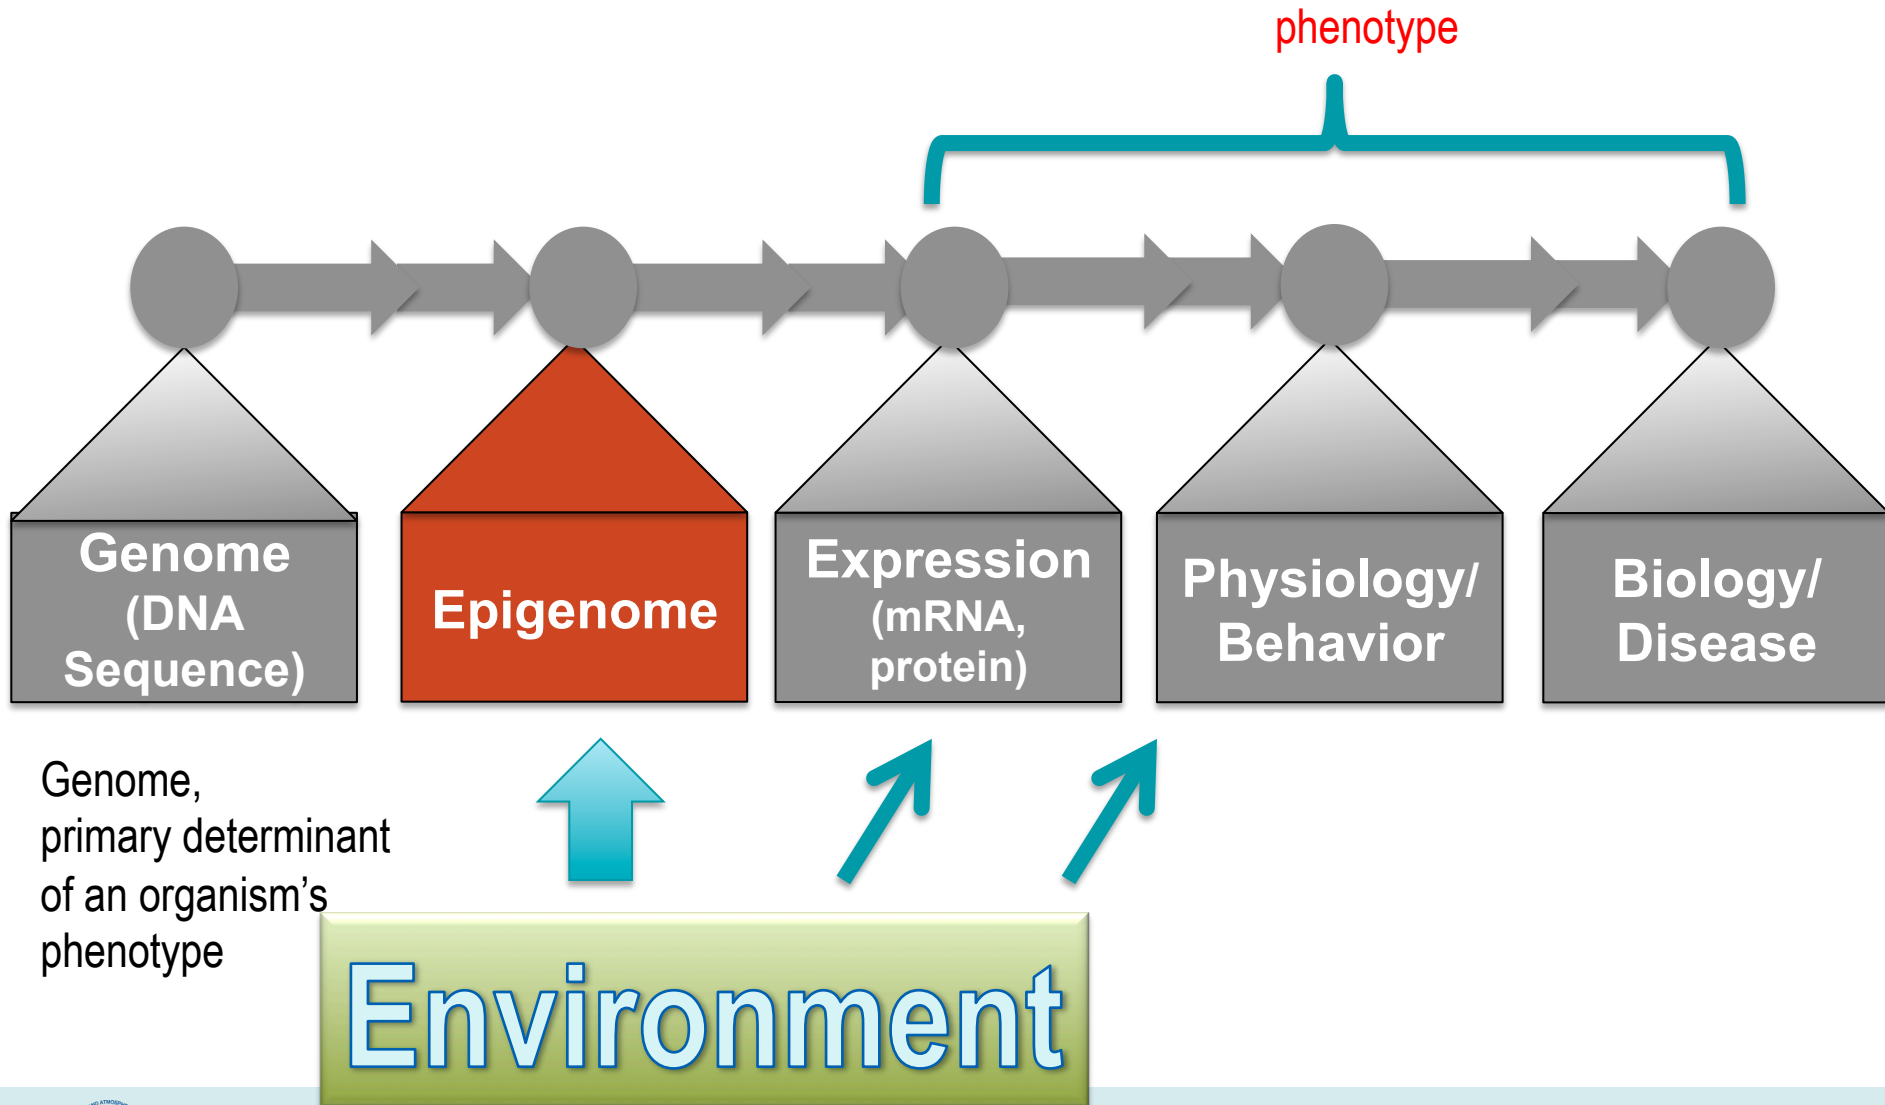 phenotype
Genome
(DNA
Sequence)
Epigenome
Expression
(mRNA,
protein)
Physiology/
Behavior
Biology/
Disease
Genome,
primary determinant
of an organism’s
phenotype
Environment